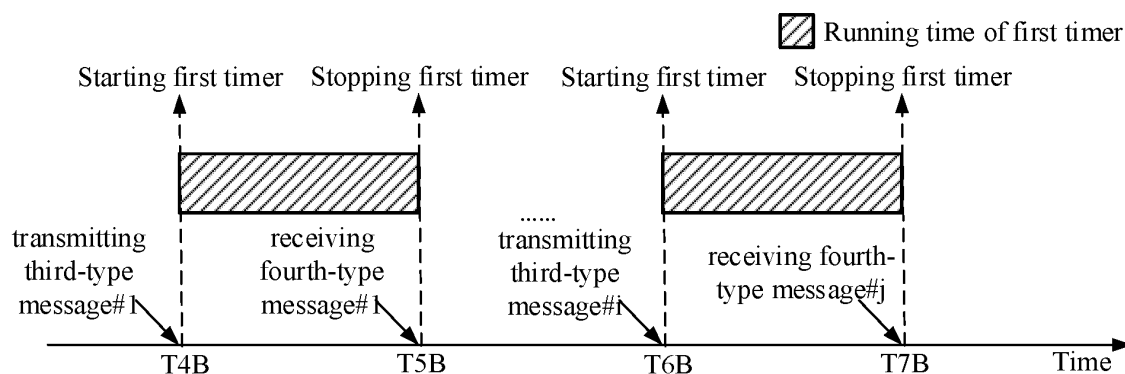 Running time of first timer
Starting first timer
Stopping first timer
Starting first timer
Stopping first timer
transmitting
third-type
message#1
receiving
fourth-type
message#1
......
transmitting
third-type
message#i
receiving fourth-
type message#j
T4B
T5B
T6B
T7B
Time